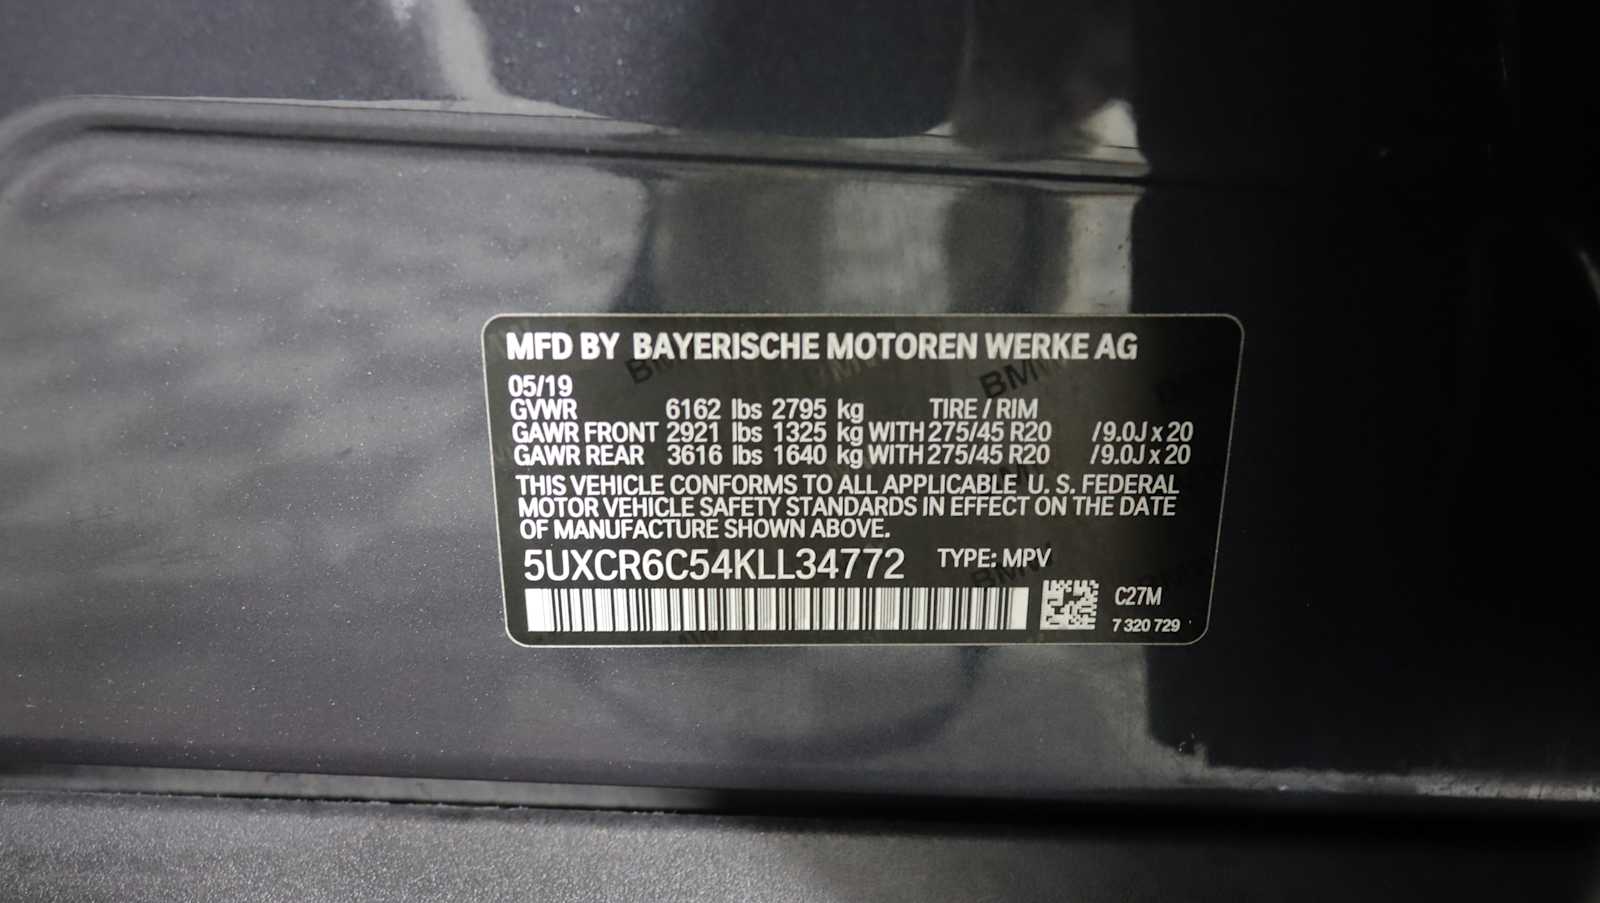 MFD BY BAYERISCHE MOTOREN WERKE AG
05/19
GVWR 6162 lbs 2795 kg TIRE / RIM
GAWR FRONT 2921 lbs 1325 kg WITH 275/45 R20 /9.0J x 20
GAWR REAR 3616 lbs 1640 kg WITH 275/45 R20 /9.0J x 20
THIS VEHICLE CONFORMS TO ALL APPLICABLE U. S. FEDERAL
MOTOR VEHICLE SAFETY STANDARDS IN EFFECT ON THE DATE
OF MANUFACTURE SHOWN ABOVE.
5UXCR6C54KLL34772 TYPE: MPV
C27M
7 320 729